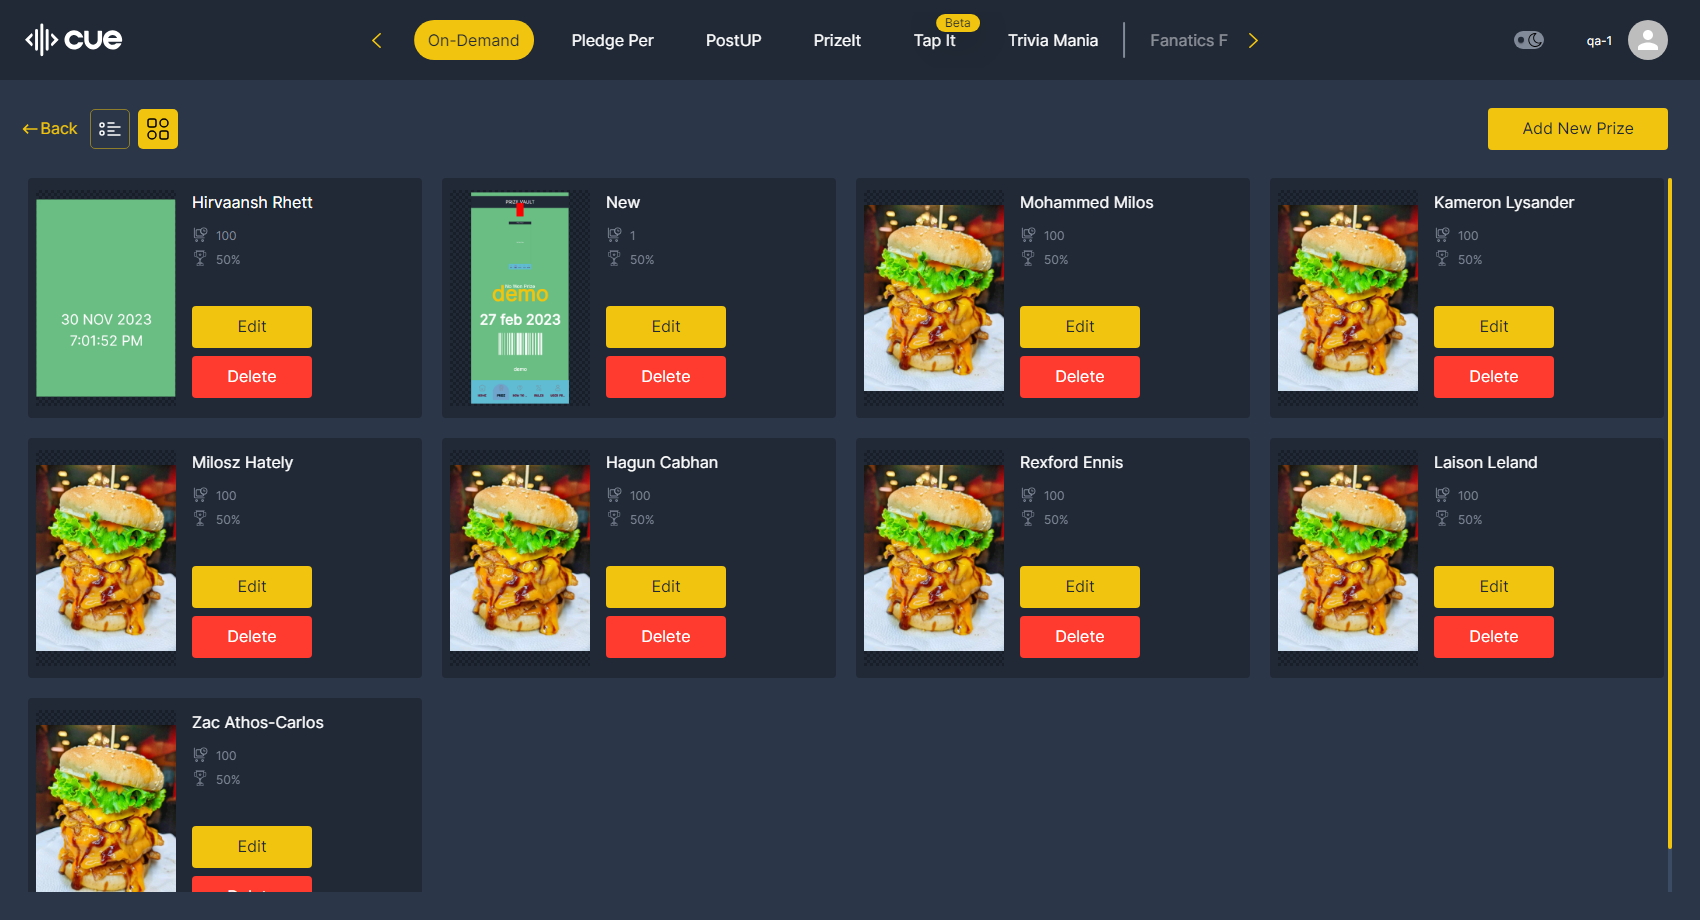 cue
On-Demand
Pledge Per
PostUP
PrizeIt
Beta
Tap It
Trivia Mania
Fanatics F
qa-1
Back
Add New Prize
30 NOV 2023
7:01:52 PM
Hirvaansh Rhett
100
50%
Edit
Delete
PRIZE VAULT
demo
27 feb 2023
demo
New
1
50%
Edit
Delete
Mohammed Milos
100
50%
Edit
Delete
Kameron Lysander
100
50%
Edit
Delete
Milosz Hately
100
50%
Edit
Delete
Hagun Cabhan
100
50%
Edit
Delete
Rexford Ennis
100
50%
Edit
Delete
Laison Leland
100
50%
Edit
Delete
Zac Athos-Carlos
100
50%
Edit
Delete